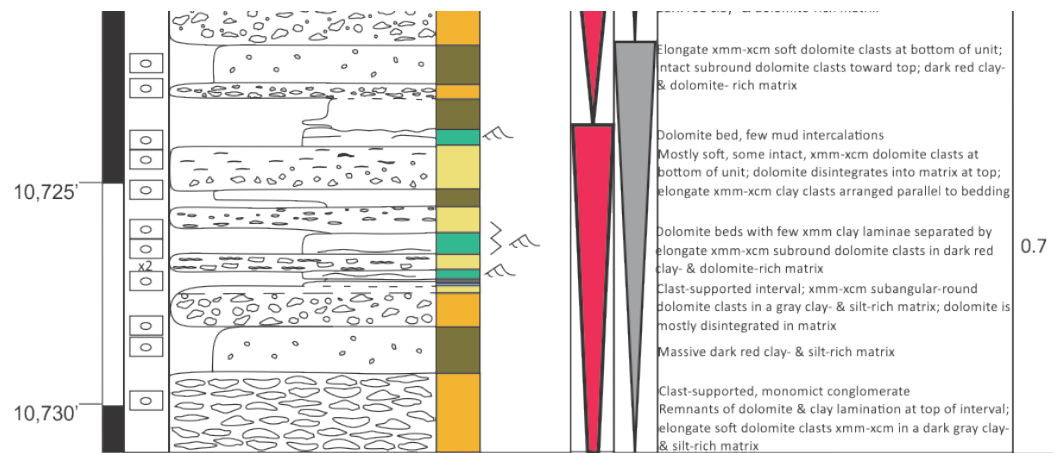 Elongate xmm-xcm soft dolomite clasts at bottom of unit;
intact subround dolomite clasts toward top; dark red clay-
& dolomite- rich matrix
Dolomite bed, few mud intercalations
Mostly soft, some intact, xmm-xcm dolomite clasts at
bottom of unit; dolomite disintegrates into matrix at top;
elongate xmm-xcm clay clasts arranged parallel to bedding
10,725'
Dolomite beds with few xmm clay laminae separated by
elongate xmm-xcm subround dolomite clasts in dark red
clay- & dolomite-rich matrix
0.7
x2
Clast-supported interval; xmm-xcm subangular-round
dolomite clasts in a gray clay- & silt-rich matrix; dolomite is
mostly disintegrated in matrix
Massive dark red clay- & silt-rich matrix
Clast-supported, monomict conglomerate
10,730'
Remnants of dolomite & clay lamination at top of interval;
elongate soft dolomite clasts xmm-xcm in a dark gray clay-
& silt-rich matrix